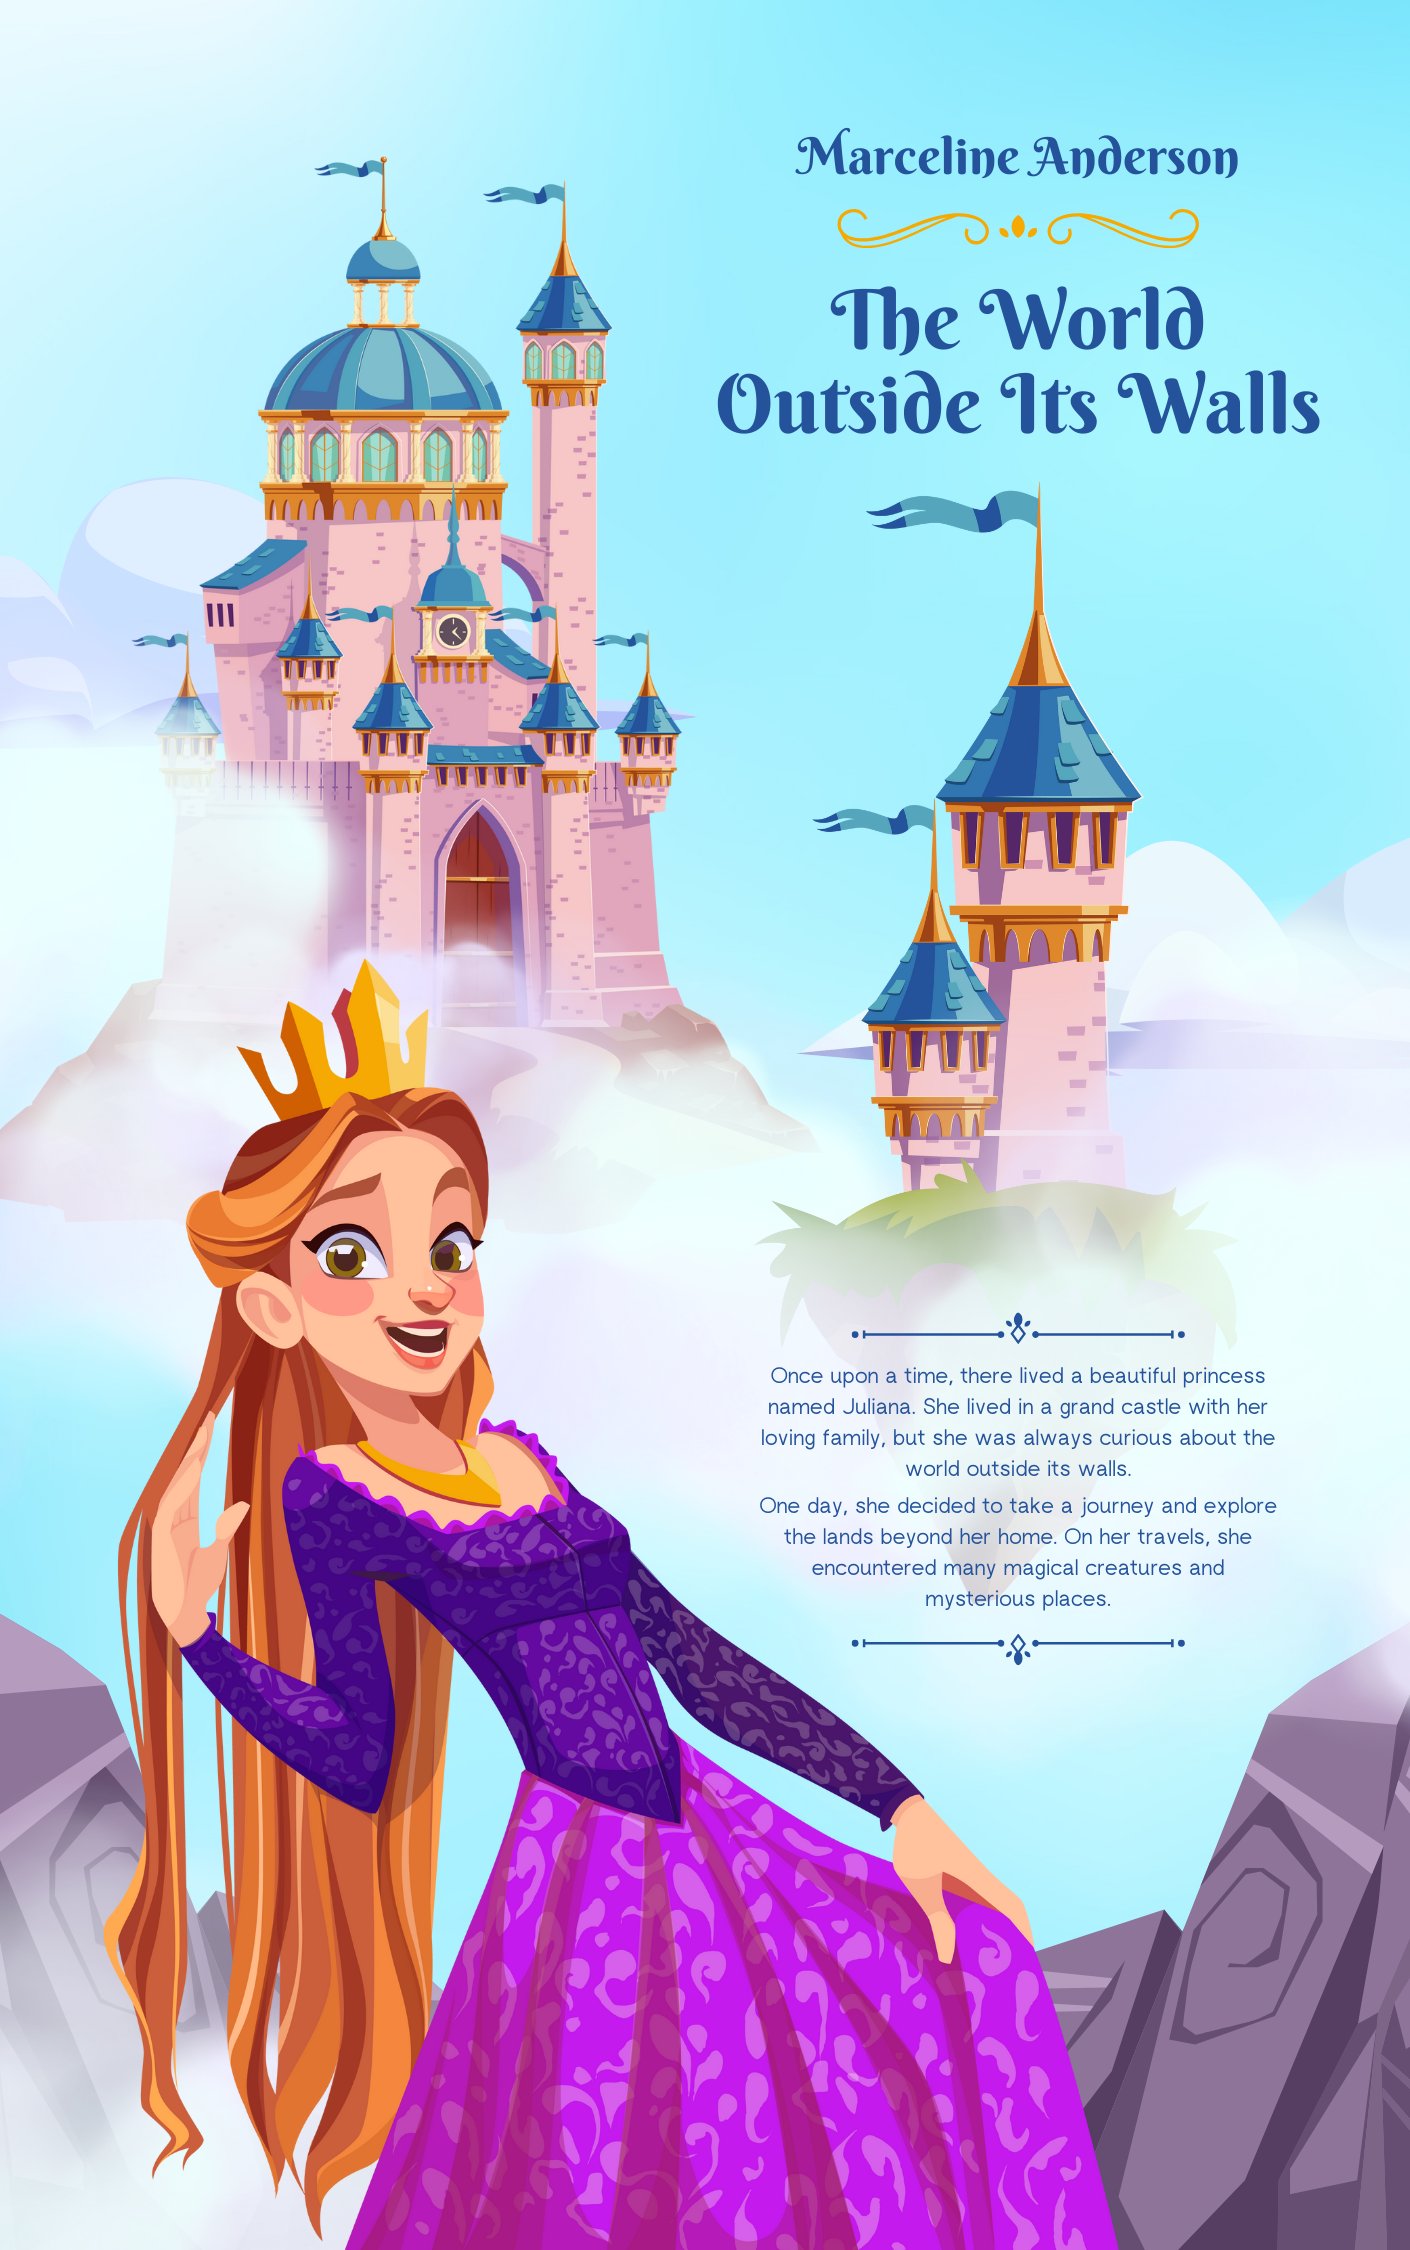 Marceline Anderson
The World
Outside Its Walls
Once upon a time, there lived a beautiful princess
named Juliana. She lived in a grand castle with her
loving family, but she was always curious about the
world outside its walls.
One day, she decided to take a journey and explore
the lands beyond her home. On her travels, she
encountered many magical creatures and
mysterious places.